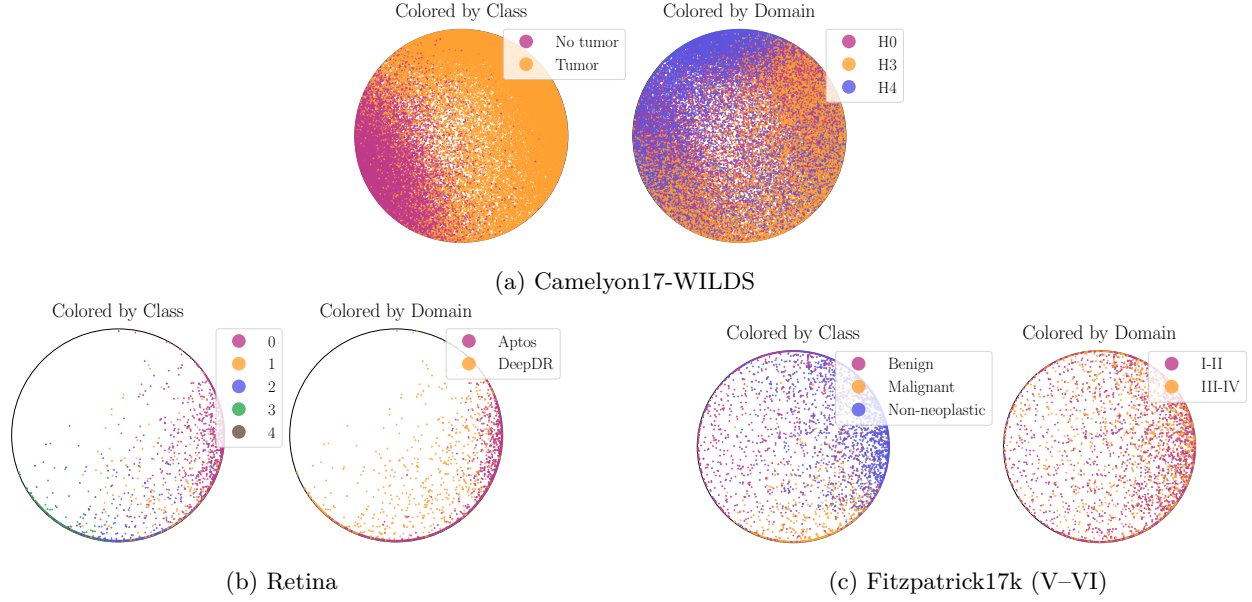 Colored by Class
No tumor
Tumor
Colored by Domain
H0
H3
H4
(a) Camelyon17-WILDS
Colored by Class
0
1
2
3
4
Colored by Domain
Aptos
DeepDR
(b) Retina
Colored by Class
Benign
Malignant
Non-neoplastic
Colored by Domain
I-II
III-IV
(c) Fitzpatrick17k (V–VI)